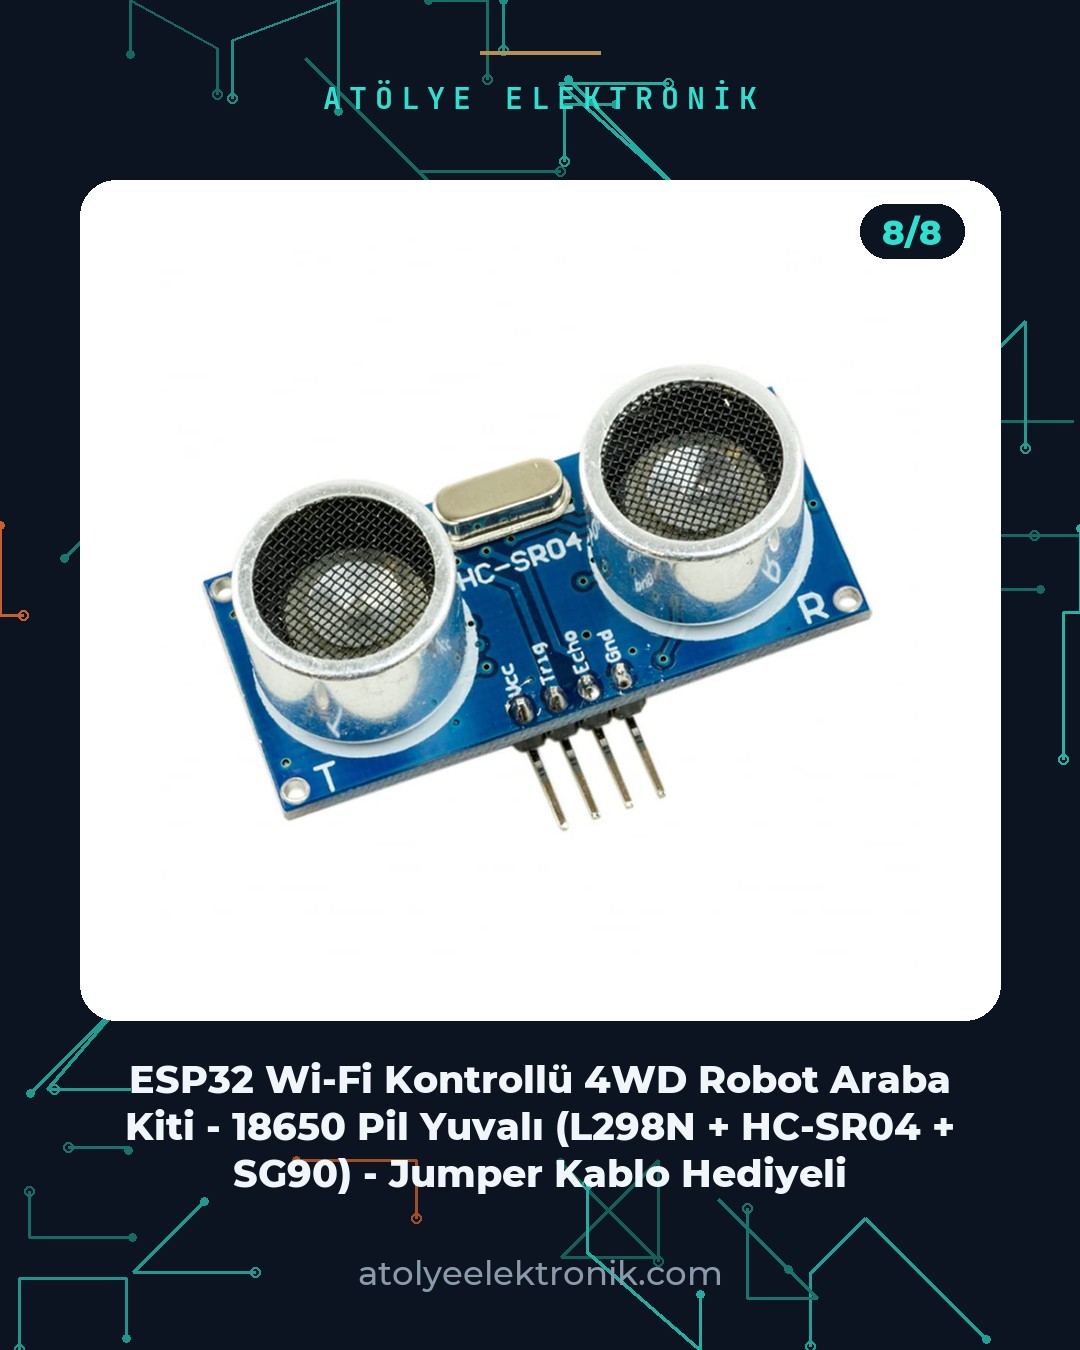 ATÖLYE ELEKTRONİK
8/8
HC-SR04
Vcc
Trig
Echo
Gnd
T
R
ESP32 Wi-Fi Kontrollü 4WD Robot Araba
Kiti - 18650 Pil Yuvalı (L298N + HC-SR04 +
SG90) - Jumper Kablo Hediyeli
atolyeelektronik.com